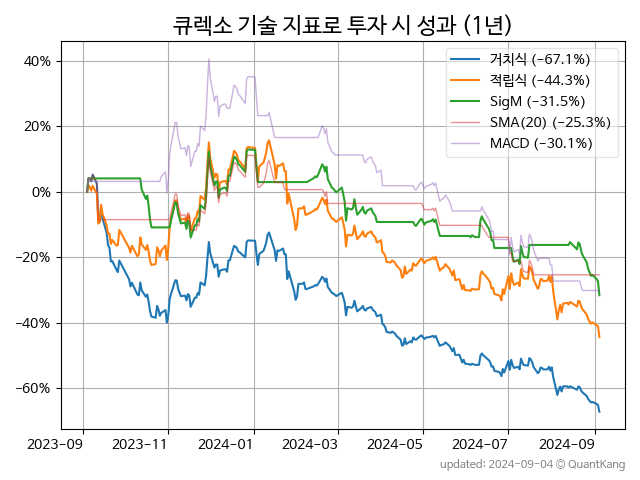 큐렉소 기술 지표로 투자 시 성과 (1년)
거치식 (−67.1%)
적립식 (−44.3%)
SigM (−31.5%)
SMA(20) (−25.3%)
MACD (−30.1%)
40%
20%
0%
−20%
−40%
−60%
2023-09 2023-11 2024-01 2024-03 2024-05 2024-07 2024-09
updated: 2024-09-04 © QuantKang